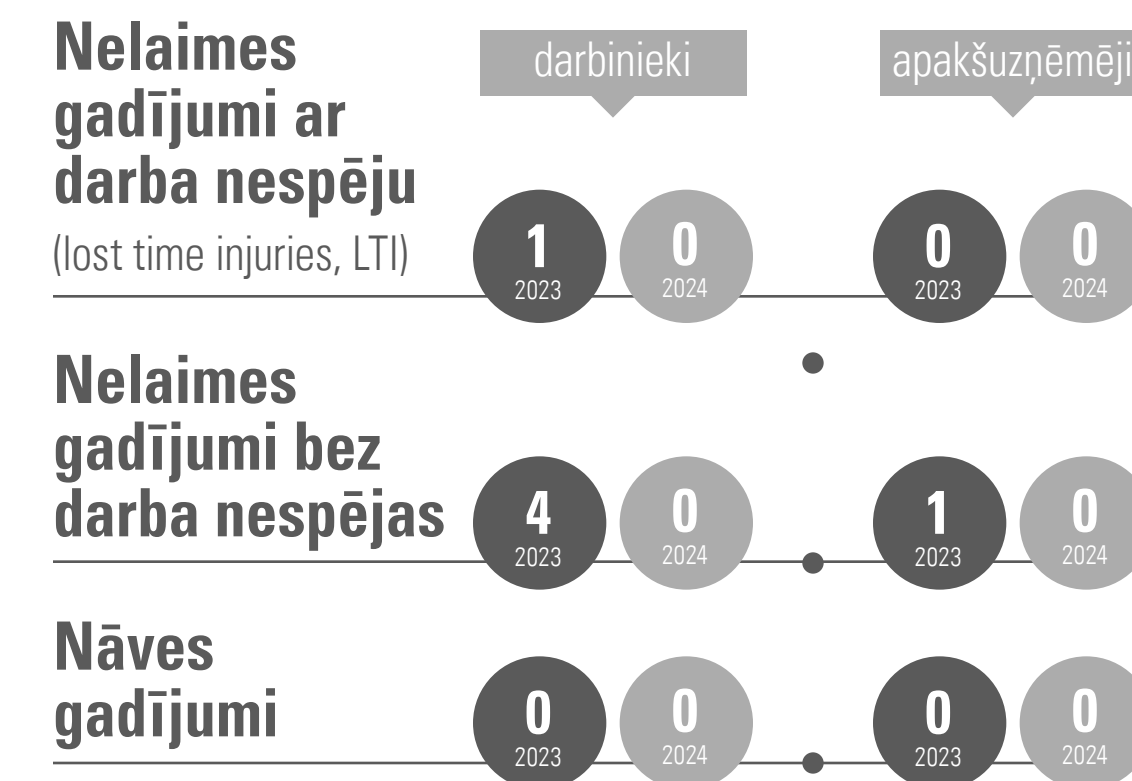 Nelaimes
gadījumi ar
darba nespēju
(lost time injuries, LTI)
darbinieki
apakšuzņēmēji
1
2023
0
2024
0
2023
0
2024
Nelaimes
gadījumi bez
darba nespējas
4
2023
0
2024
1
2023
0
2024
Nāves
gadījumi
0
2023
0
2024
0
2023
0
2024